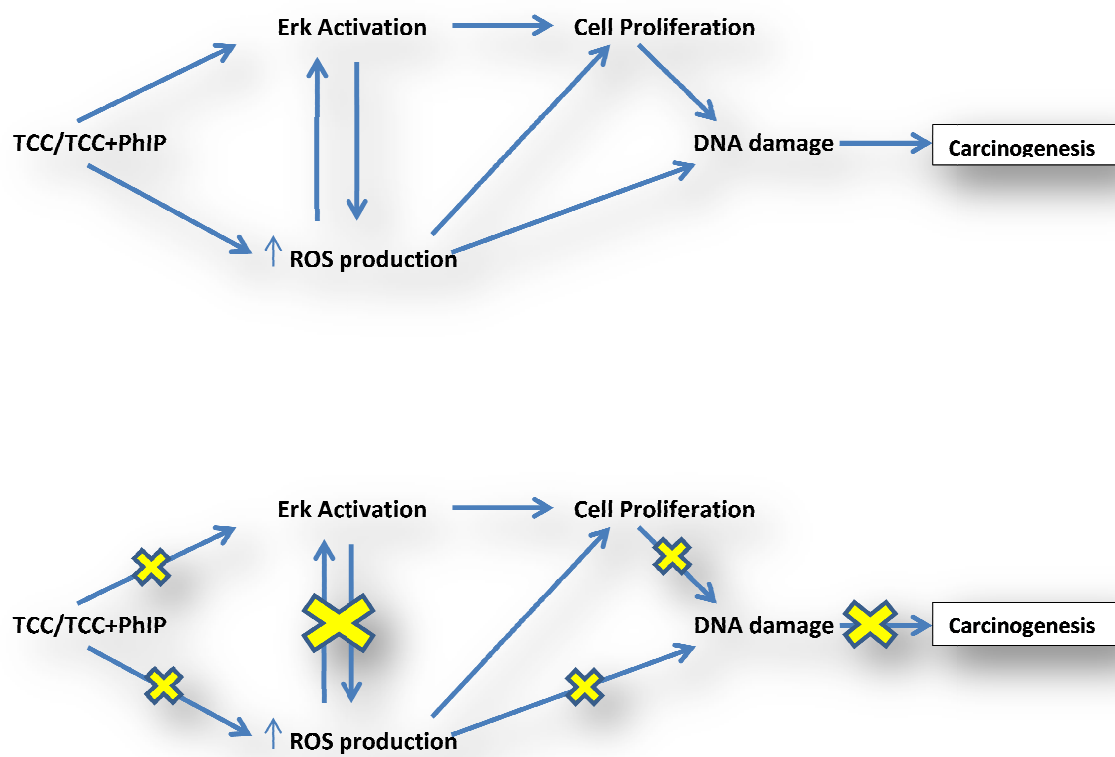 Erk Activation
Cell Proliferation
TCC/TCC+PhIP
DNA damage
Carcinogenesis
ROS production
Erk Activation
Cell Proliferation
TCC/TCC+PhIP
DNA damage
Carcinogenesis
ROS production